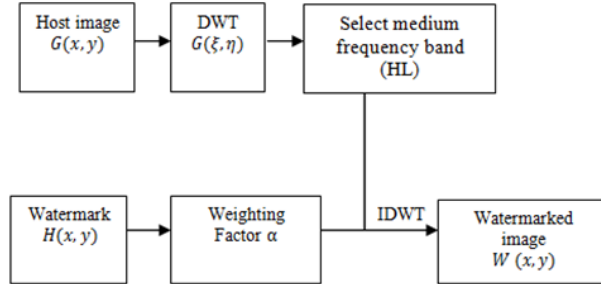 Host image
G(x, y)
DWT
G(ξ, η)
Select medium
frequency band
(HL)
Watermark
H(x, y)
Weighting
Factor α
IDWT
Watermarked
image
W (x, y)